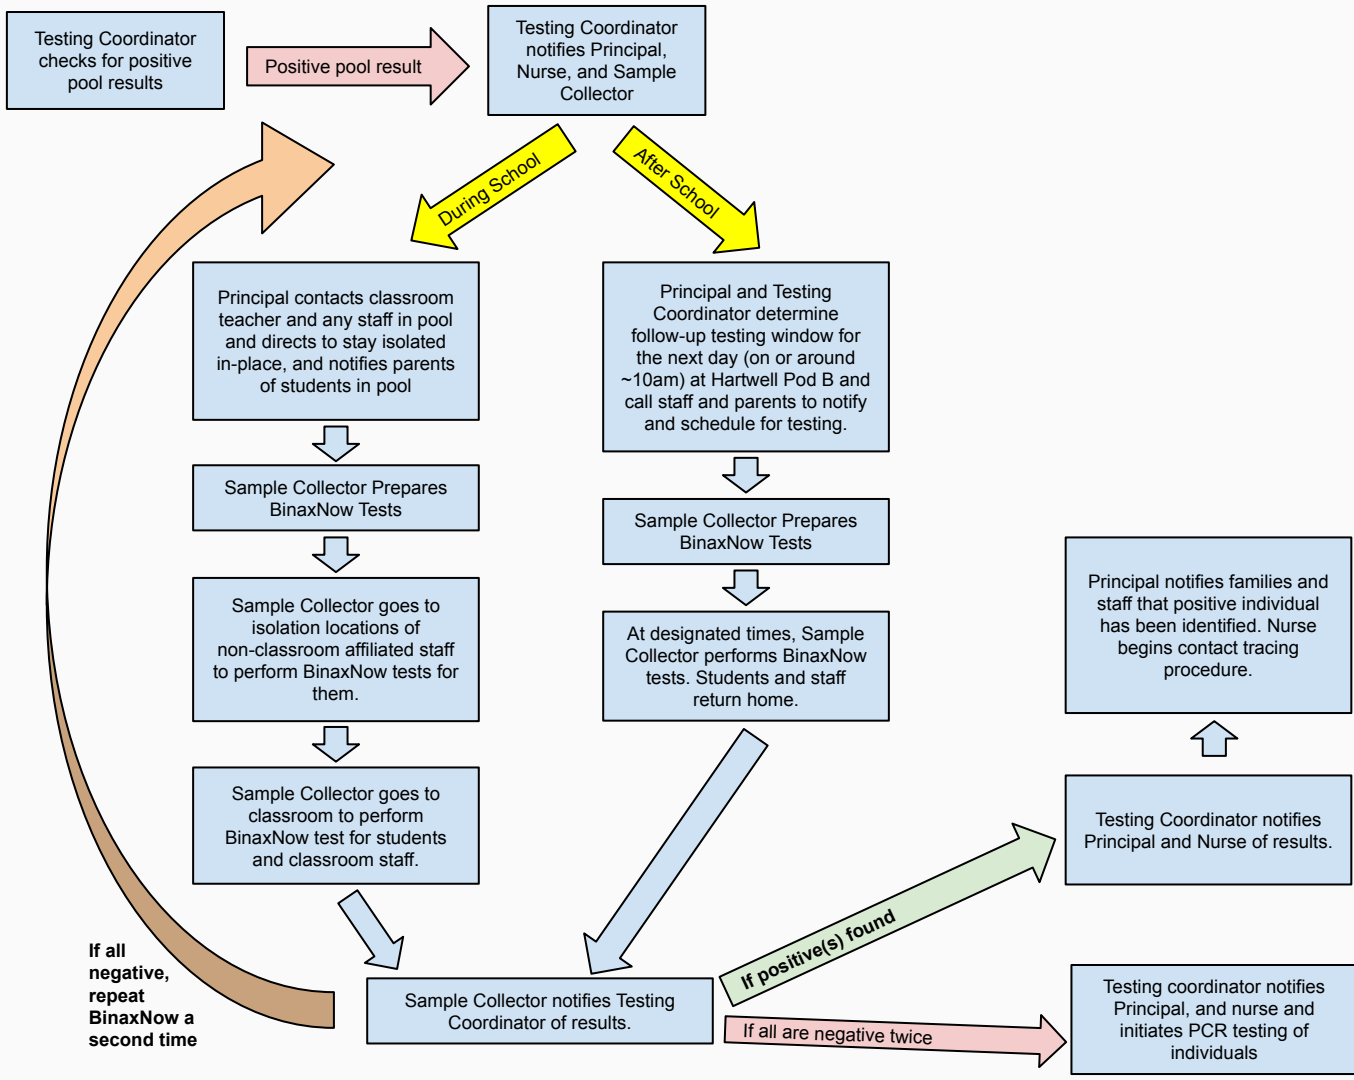 Testing Coordinator
checks for positive
pool results
Positive pool result
Testing Coordinator
notifies Principal,
Nurse, and Sample
Collector
During School
After School
Principal contacts classroom
teacher and any staff in pool
and directs to stay isolated
in-place, and notifies parents
of students in pool
Sample Collector Prepares
BinaxNow Tests
Sample Collector goes to
isolation locations of
non-classroom affiliated staff
to perform BinaxNow tests for
them.
Sample Collector goes to
classroom to perform
BinaxNow test for students
and classroom staff.
Principal and Testing
Coordinator determine
follow-up testing window for
the next day (on or around
~10am) at Hartwell Pod B and
call staff and parents to notify
and schedule for testing.
Sample Collector Prepares
BinaxNow Tests
At designated times, Sample
Collector performs BinaxNow
tests. Students and staff
return home.
If all
negative,
repeat
BinaxNow a
second time
Sample Collector notifies Testing
Coordinator of results.
If positive(s) found
Testing Coordinator notifies
Principal and Nurse of results.
Principal notifies families and
staff that positive individual
has been identified. Nurse
begins contact tracing
procedure.
If all are negative twice
Testing coordinator notifies
Principal, and nurse and
initiates PCR testing of
individuals